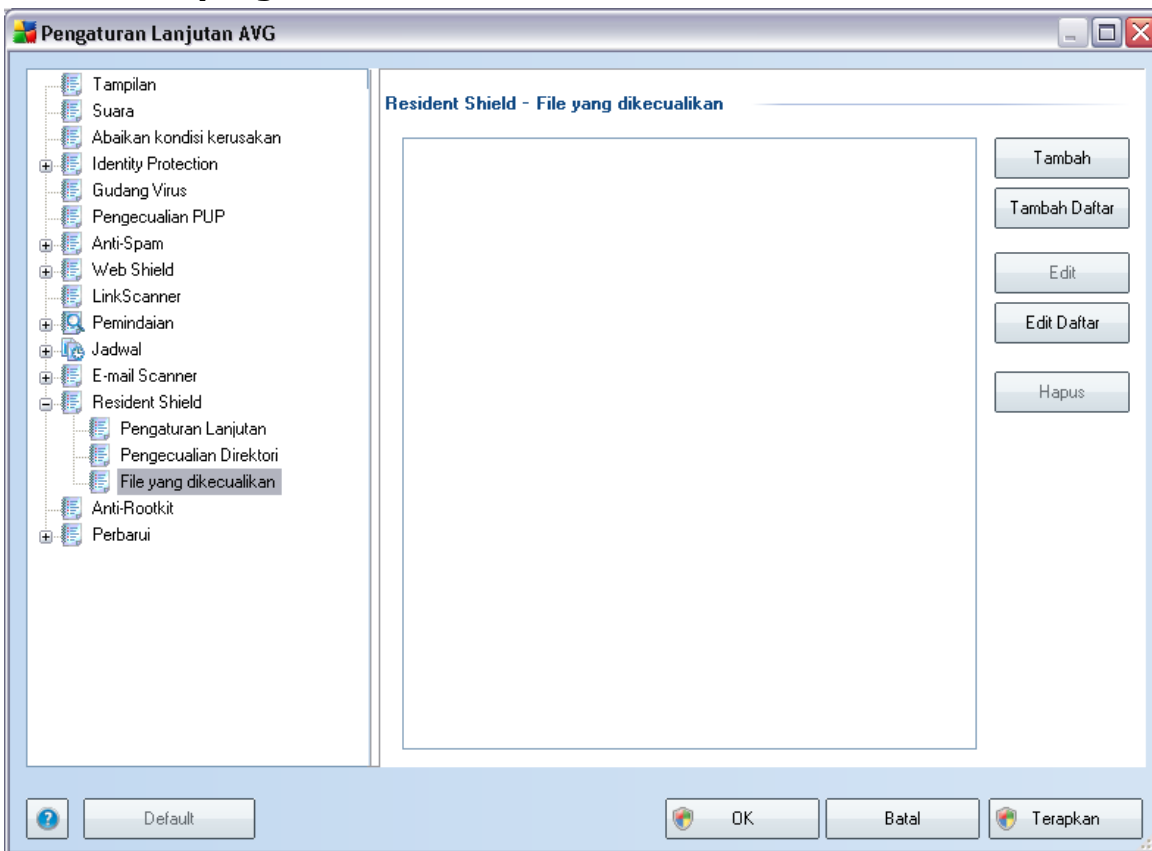 Pengaturan Lanjutan AVG
Tampilan
Suara
Abaikan kondisi kerusakan
Identity Protection
Gudang Virus
Pengecualian PUP
Anti-Spam
Web Shield
LinkScanner
Pemindaian
Jadwal
E-mail Scanner
Resident Shield
Pengaturan Lanjutan
Pengecualian Direktori
File yang dikecualikan
Anti-Rootkit
Perbarui
Resident Shield - File yang dikecualikan
Tambah
Tambah Daftar
Edit
Edit Daftar
Hapus
Default
OK
Batal
Terapkan